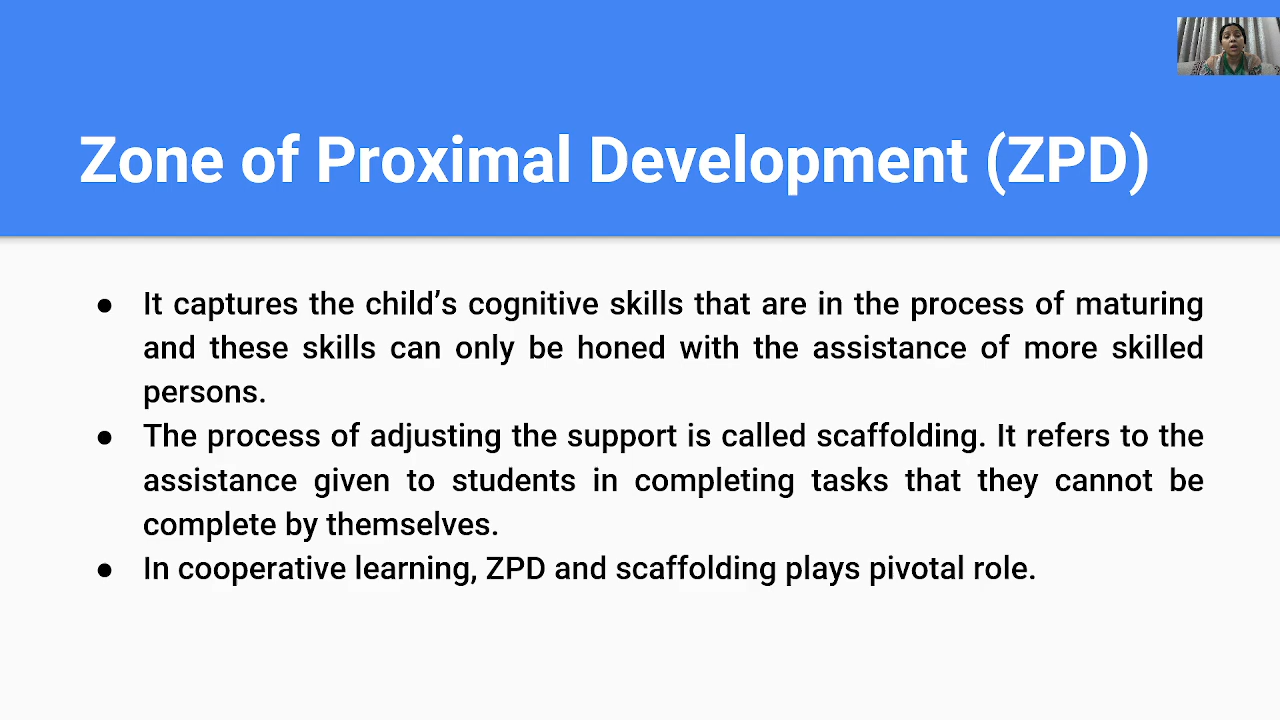 Zone of Proximal Development (ZPD)
● It captures the child’s cognitive skills that are in the process of maturing
and these skills can only be honed with the assistance of more skilled
persons.
● The process of adjusting the support is called scaffolding. It refers to the
assistance given to students in completing tasks that they cannot be
complete by themselves.
● In cooperative learning, ZPD and scaffolding plays pivotal role.